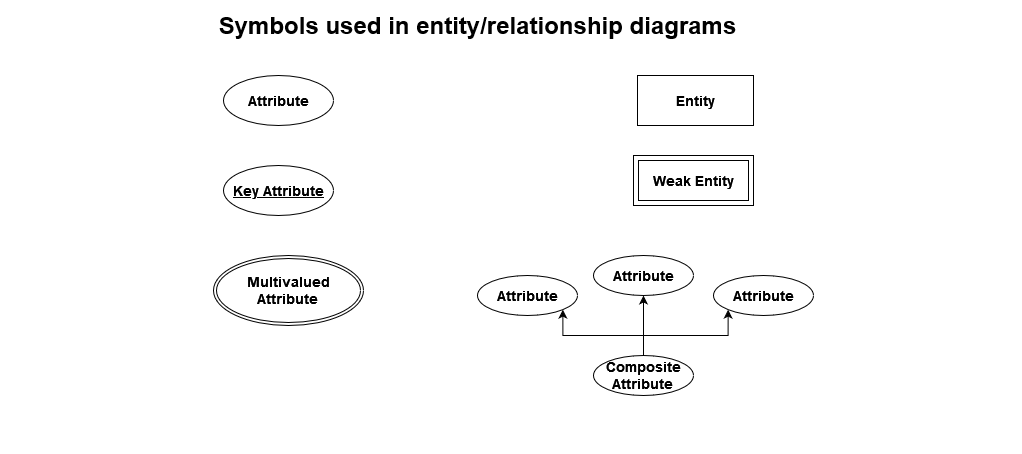 Symbols used in entity/relationship diagrams
Attribute
Entity
Key Attribute
Weak Entity
Multivalued
Attribute
Attribute
Attribute
Attribute
Composite
Attribute